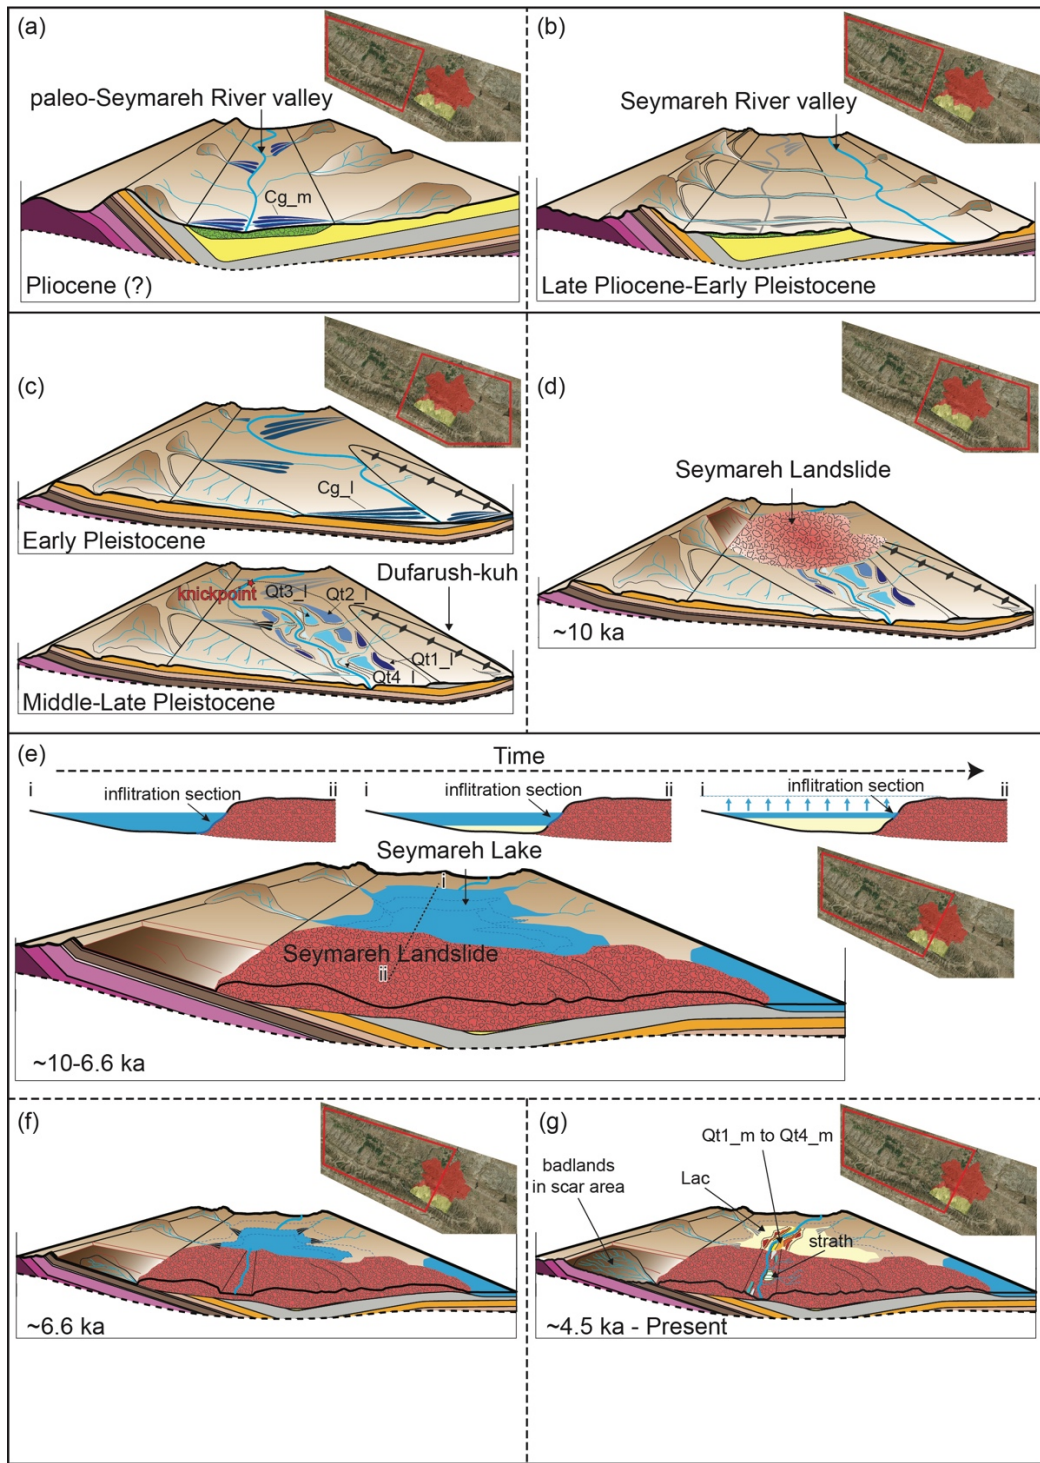 (a)
paleo-Seymareh River valley
Cg_m
Pliocene (?)
(b)
Seymareh River valley
Late Pliocene-Early Pleistocene
(c)
Cg_l
Early Pleistocene
Dufarush-kuh
knickpoint
Qt3_l
Qt2_l
Qt1_l
Qt4_l
Middle-Late Pleistocene
(d)
Seymareh Landslide
~10 ka
(e)
Time
i
inflitration section
ii
i
inflitration section
ii
i
inflitration section
ii
Seymareh Lake
i
Seymareh Landslide
ii
~10-6.6 ka
(f)
~6.6 ka
(g)
Qt1_m to Qt4_m
badlands
in scar area
Lac
strath
~4.5 ka - Present